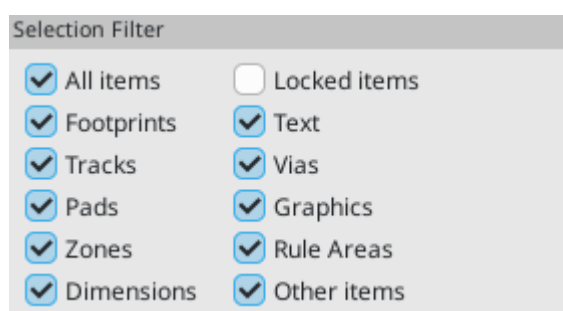 Selection Filter
All items Locked items
Footprints Text
Tracks Vias
Pads Graphics
Zones Rule Areas
Dimensions Other items